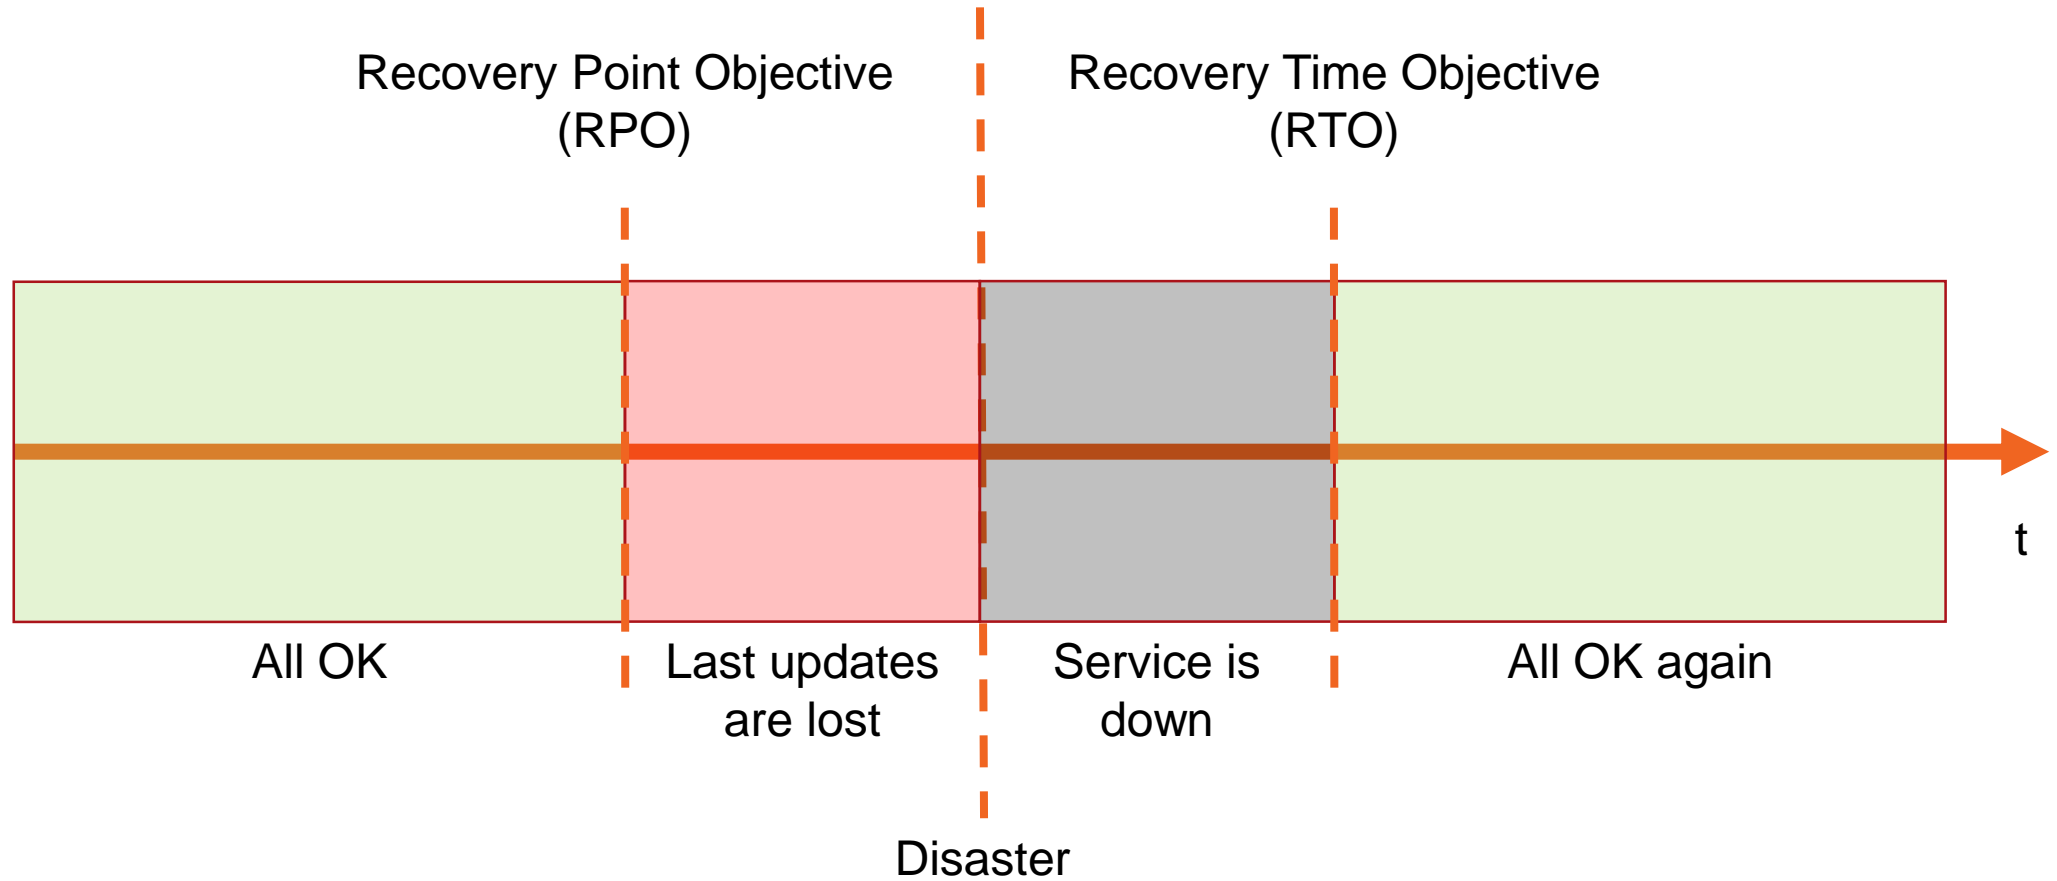 Recovery Point Objective
(RPO)
Recovery Time Objective
(RTO)
t
All OK
Last updates
are lost
Service is
down
All OK again
Disaster